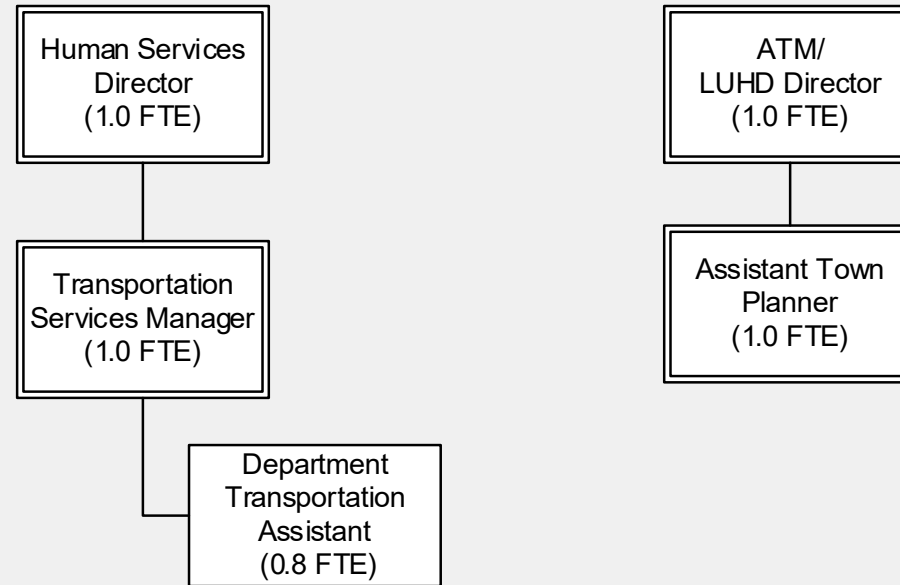 Human Services
Director
(1.0 FTE)
Transportation
Services Manager
(1.0 FTE)
Department
Transportation
Assistant
(0.8 FTE)
ATM/
LUHD Director
(1.0 FTE)
Assistant Town
Planner
(1.0 FTE)